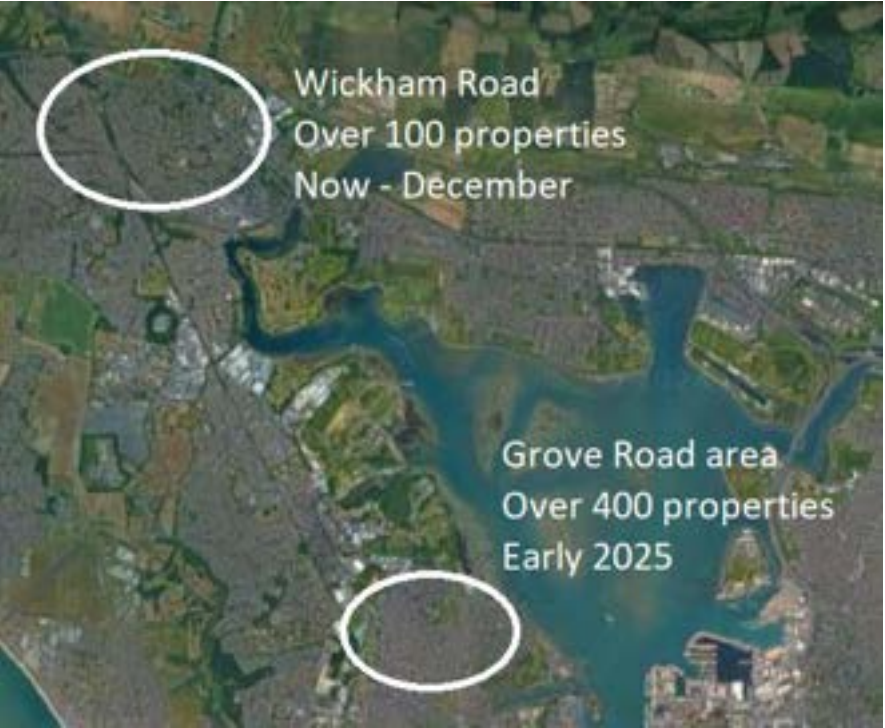 Wickham Road
Over 100 properties
Now - December
Grove Road area
Over 400 properties
Early 2025